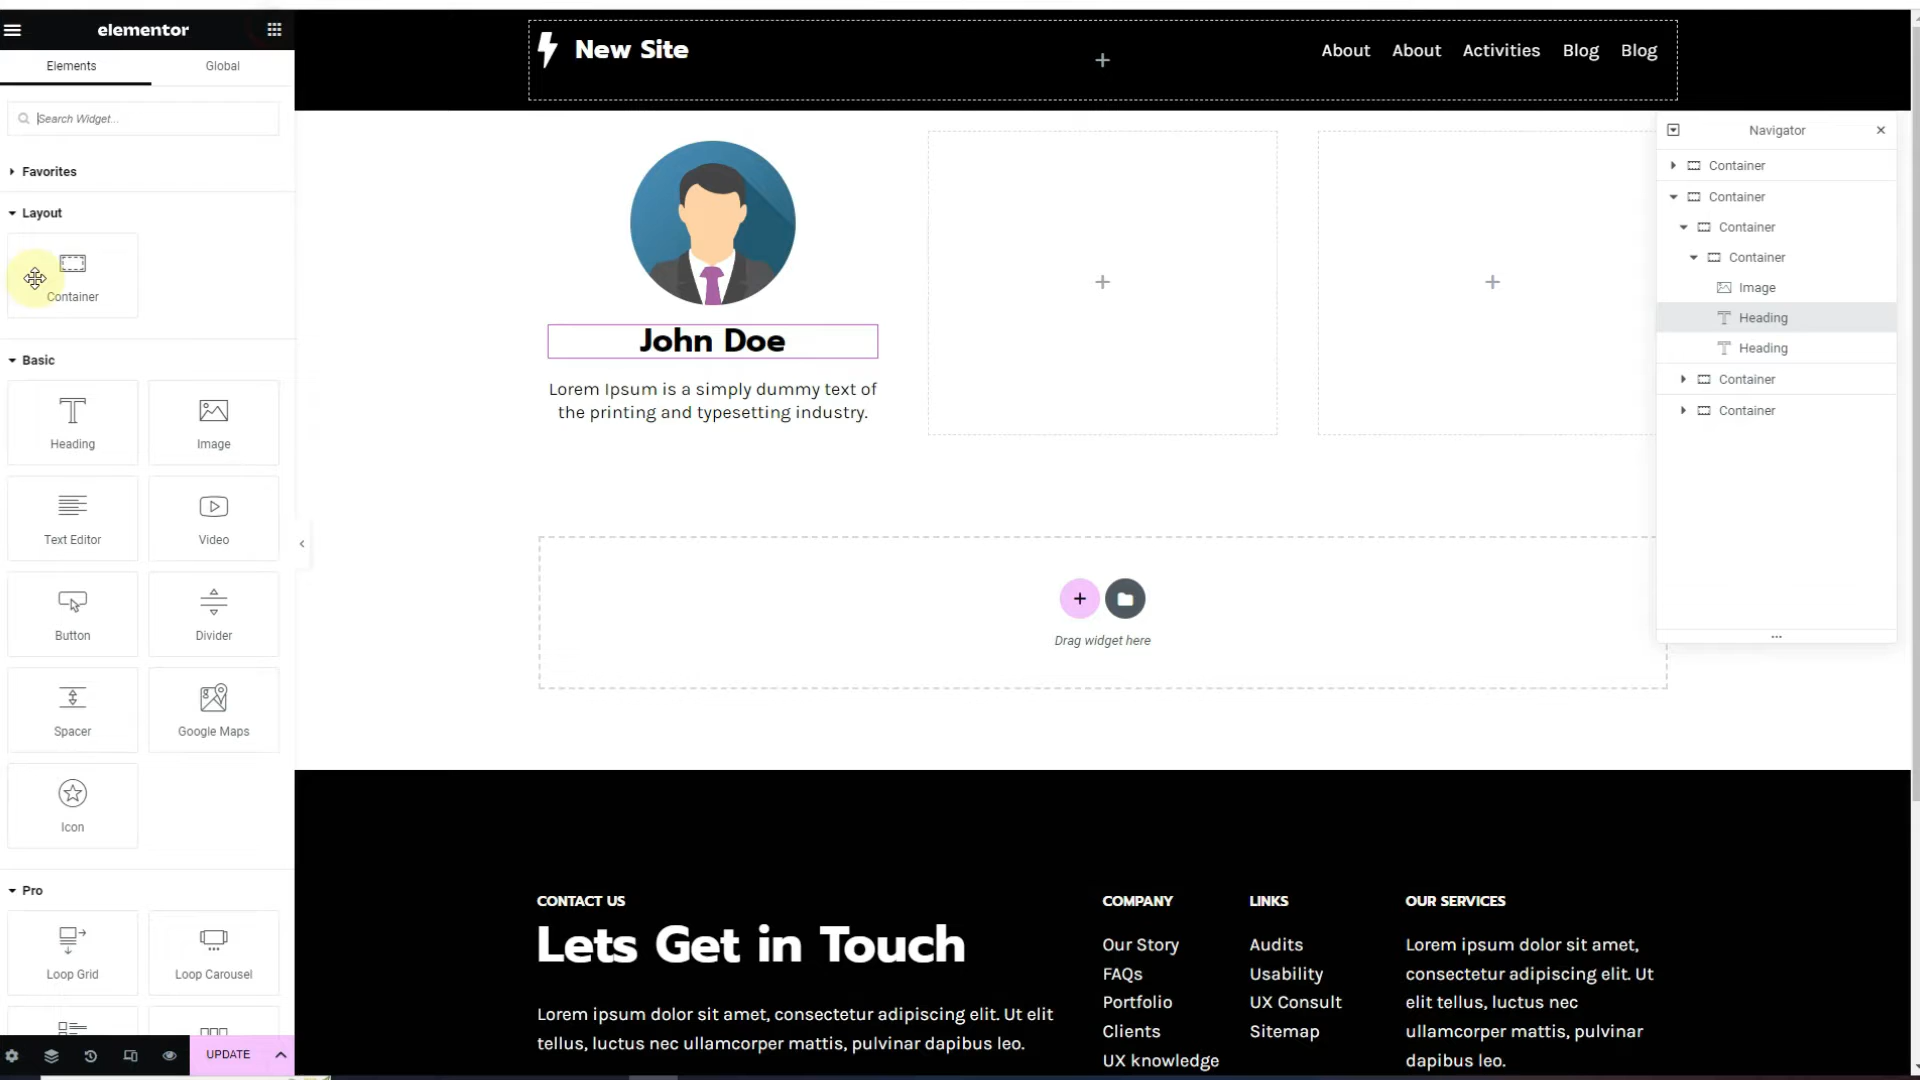 elementor
Elements
Global
Search Widget...
Favorites
Layout
Container
Basic
Heading
Image
Text Editor
Video
Button
Divider
Spacer
Google Maps
Icon
Pro
Loop Grid
Loop Carousel
UPDATE
New Site
About
About
Activities
Blog
Blog
John Doe
Lorem Ipsum is a simply dummy text of
the printing and typesetting industry.
Drag widget here
Navigator
Container
Container
Container
Container
Image
Heading
Heading
Container
Container
CONTACT US
Lets Get in Touch
Lorem ipsum dolor sit amet, consectetur adipiscing elit. Ut elit
tellus, luctus nec ullamcorper mattis, pulvinar dapibus leo.
COMPANY
Our Story
FAQs
Portfolio
Clients
UX knowledge
LINKS
Audits
Usability
UX Consult
Sitemap
OUR SERVICES
Lorem ipsum dolor sit amet,
consectetur adipiscing elit. Ut
elit tellus, luctus nec
ullamcorper mattis, pulvinar
dapibus leo.